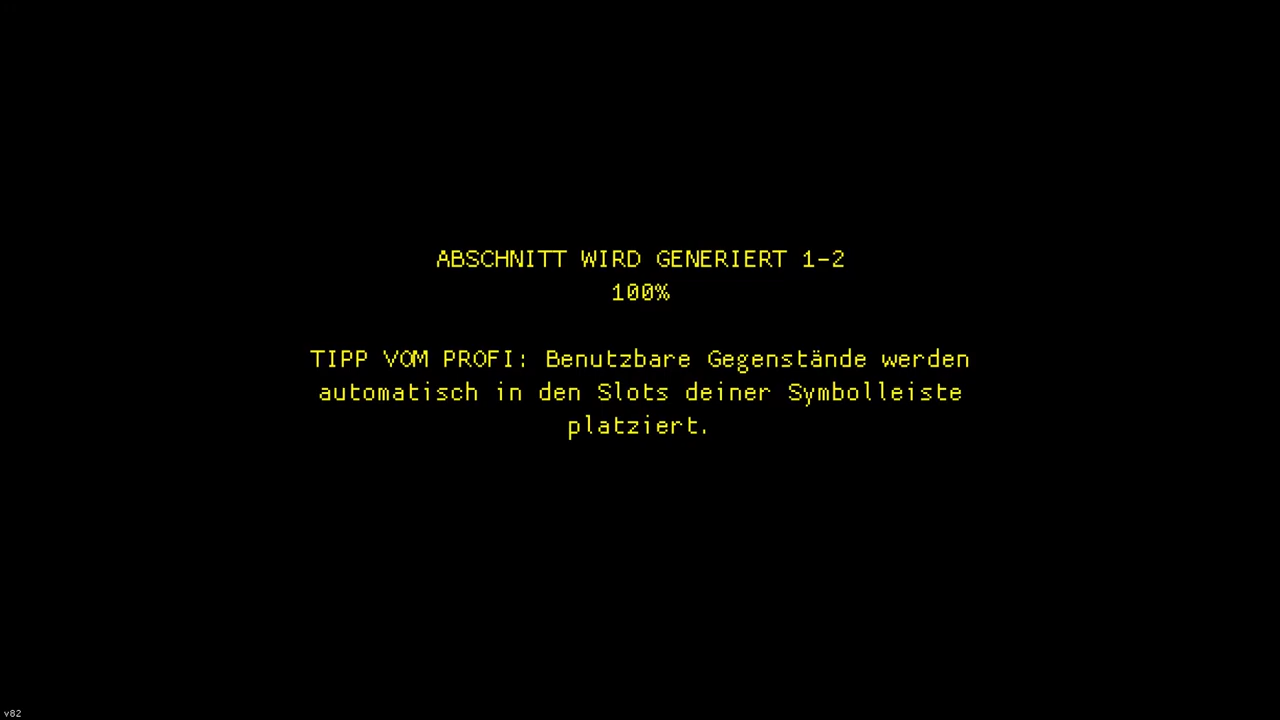 ABSCHNITT WIRD GENERIERT 1-2
100%
TIPP VOM PROFI: Benutzbare Gegenstände werden
automatisch in den Slots deiner Symbolleiste
platziert.
v82